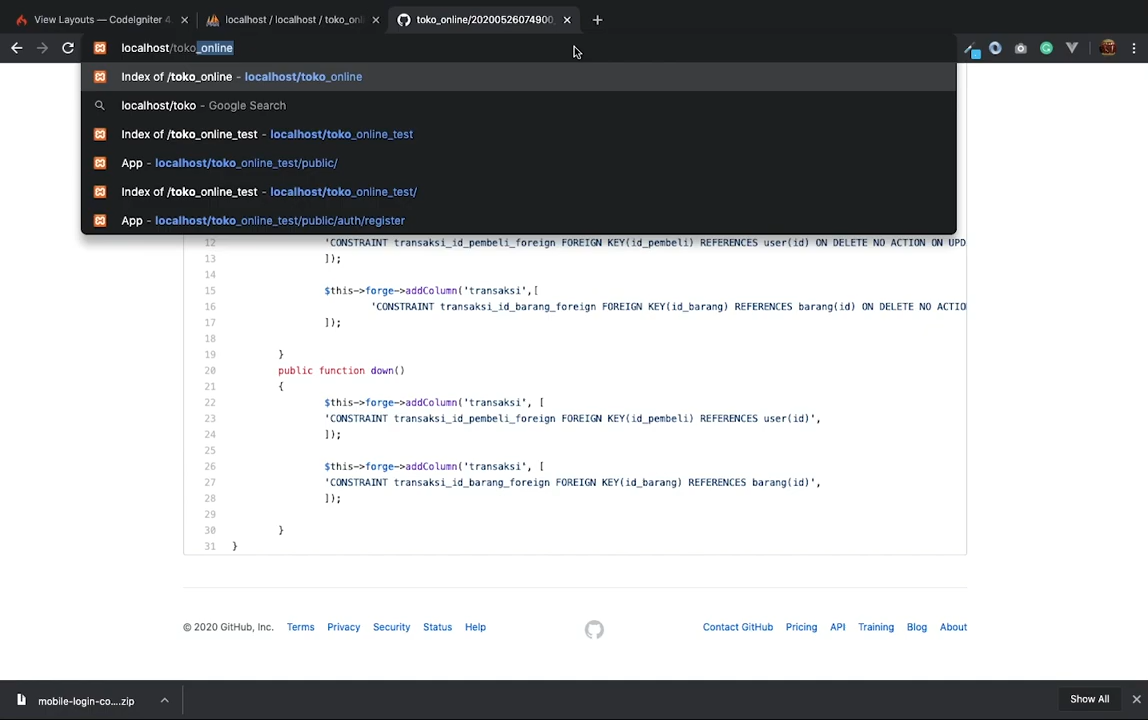 View Layouts — CodeIgniter 4.
localhost / localhost / toko_onli
toko_online/20200526074900_
localhost/toko_online
Index of /toko_online - localhost/toko_online
localhost/toko - Google Search
Index of /toko_online_test - localhost/toko_online_test
App - localhost/toko_online_test/public/
Index of /toko_online_test - localhost/toko_online_test/
App - localhost/toko_online_test/public/auth/register
12 'CONSTRAINT transaksi_id_pembeli_foreign FOREIGN KEY(id_pembeli) REFERENCES user(id) ON DELETE NO ACTION ON UPD
13 ]);
14
15 $this->forge->addColumn('transaksi',[
16 'CONSTRAINT transaksi_id_barang_foreign FOREIGN KEY(id_barang) REFERENCES barang(id) ON DELETE NO ACTIO
17 ]);
18
19 }
20 public function down()
21 {
22 $this->forge->addColumn('transaksi', [
23 'CONSTRAINT transaksi_id_pembeli_foreign FOREIGN KEY(id_pembeli) REFERENCES user(id)',
24 ]);
25
26 $this->forge->addColumn('transaksi', [
27 'CONSTRAINT transaksi_id_barang_foreign FOREIGN KEY(id_barang) REFERENCES barang(id)',
28 ]);
29
30 }
31 }
© 2020 GitHub, Inc. Terms Privacy Security Status Help
Contact GitHub Pricing API Training Blog About
mobile-login-co....zip
Show All